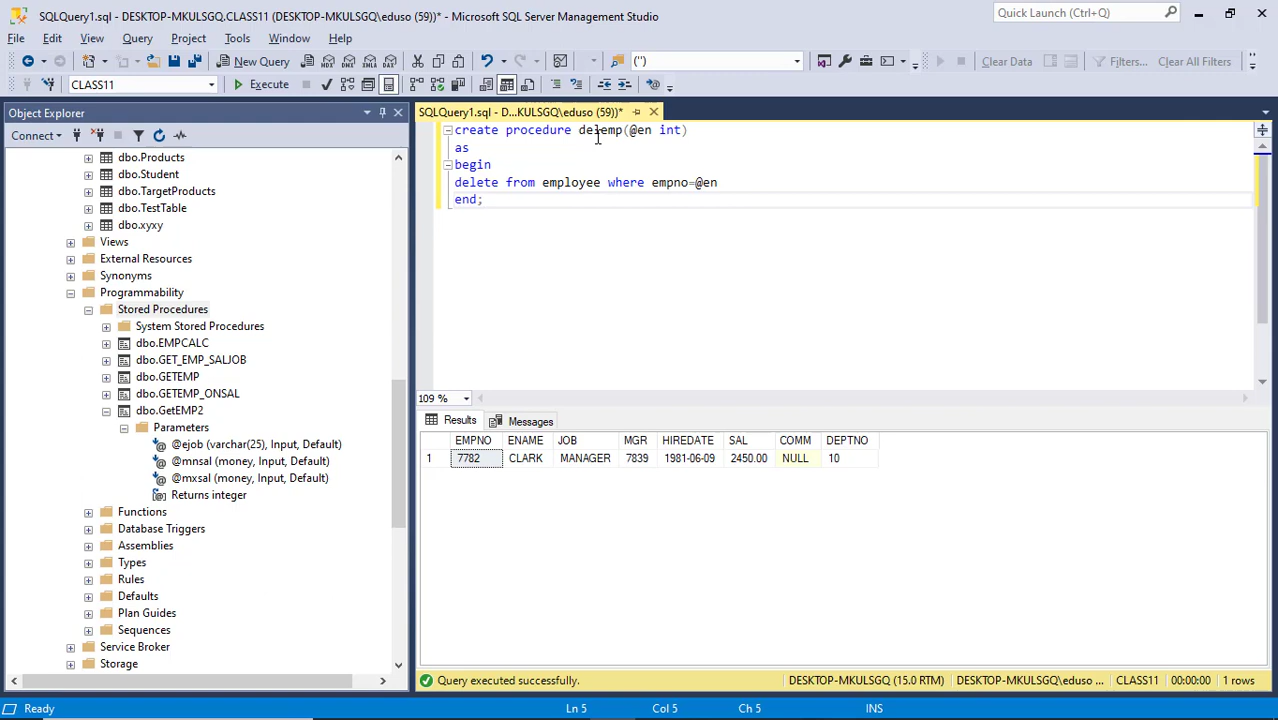 SQLQuery1.sql - DESKTOP-MKULSGQ.CLASS11 (DESKTOP-MKULSGQ\eduso (59))* - Microsoft SQL Server Management Studio
Quick Launch (Ctrl+Q)
File Edit View Query Project Tools Window Help
New Query
MDX DMX XMLA DAX
('')
CLASS11
Execute
Clear Data
Filters...
Clear All Filters
Object Explorer
Connect
dbo.Products
dbo.Student
dbo.TargetProducts
dbo.TestTable
dbo.xyxy
Views
External Resources
Synonyms
Programmability
Stored Procedures
System Stored Procedures
dbo.EMPCALC
dbo.GET_EMP_SALJOB
dbo.GETEMP
dbo.GETEMP_ONSAL
dbo.GetEMP2
Parameters
@ejob (varchar(25), Input, Default)
@mnsal (money, Input, Default)
@mxsal (money, Input, Default)
Returns integer
Functions
Database Triggers
Assemblies
Types
Rules
Defaults
Plan Guides
Sequences
Service Broker
Storage
SQLQuery1.sql - D...KULSGQ\eduso (59))*
create procedure delemp(@en int)
as
begin
delete from employee where empno=@en
end;
109 %
Results Messages
EMPNO ENAME JOB MGR HIREDATE SAL COMM DEPTNO
1 7782 CLARK MANAGER 7839 1981-06-09 2450.00 NULL 10
Query executed successfully.
DESKTOP-MKULSGQ (15.0 RTM) DESKTOP-MKULSGQ\eduso ... CLASS11 00:00:00 1 rows
Ready Ln 5 Col 5 Ch 5 INS